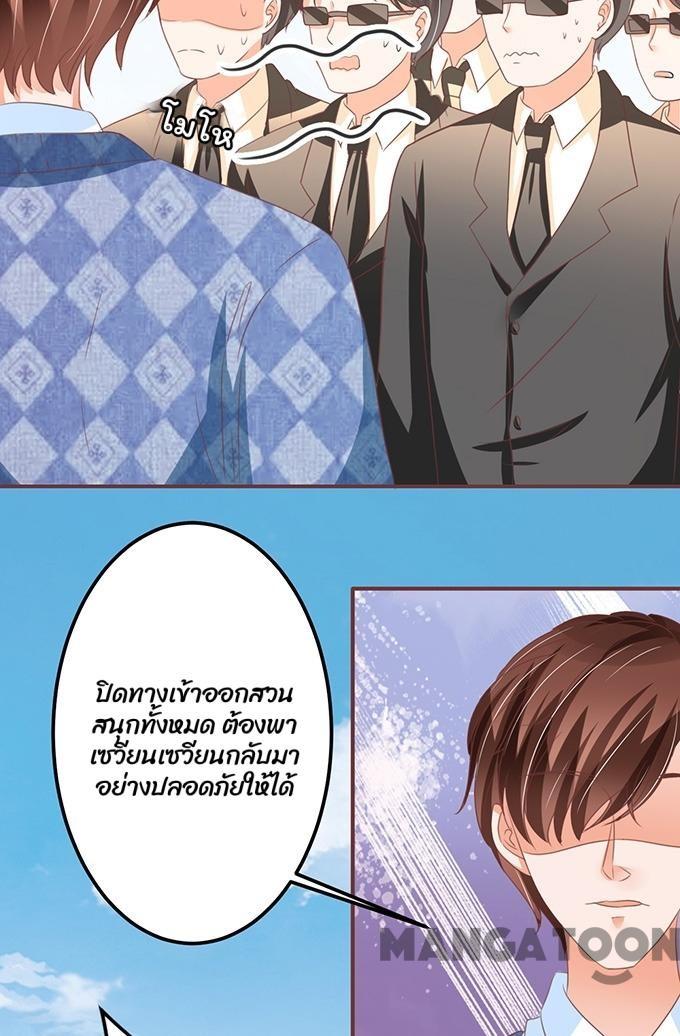 โมโห
ปิดทางเข้าออกสวน
สนุกทั้งหมด ต้องพา
เซวียนเซวียนกลับมา
อย่างปลอดภัยให้ได้
MANGATOON